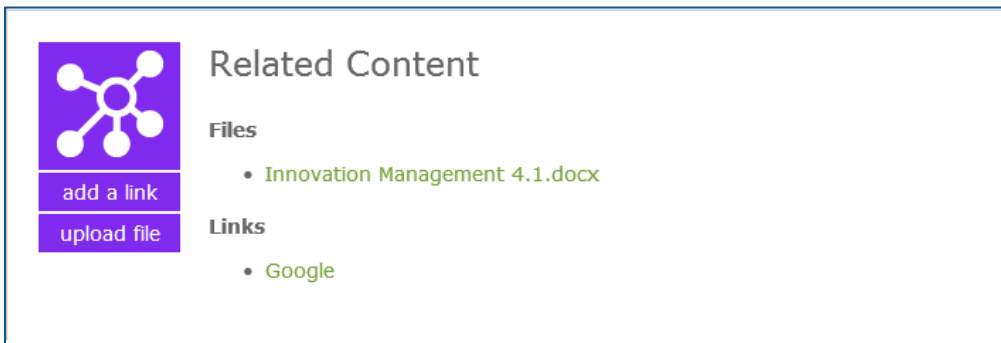 Related Content
Files
Innovation Management 4.1.docx
add a link
upload file
Links
Google